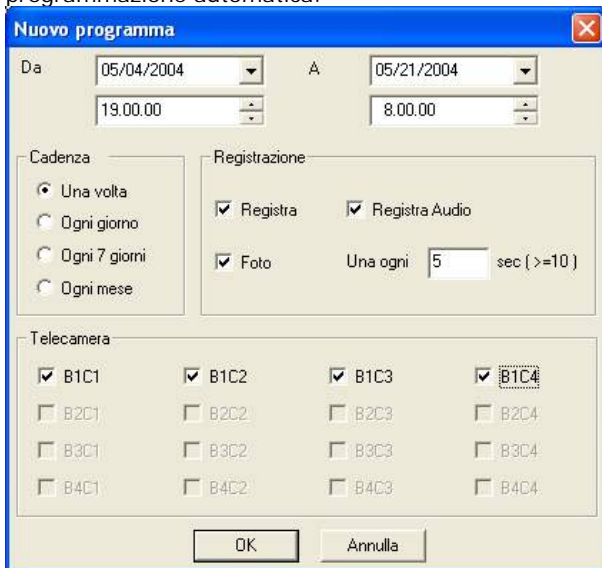 programmazione automatica.
Nuovo programma
Da 05/04/2004 A 05/21/2004
19.00.00 8.00.00
Cadenza
Una volta
Ogni giorno
Ogni 7 giorni
Ogni mese
Registrazione
Registra Registra Audio
Foto Una ogni 5 sec ( >=10 )
Telecamera
B1C1 B1C2 B1C3 B1C4
B2C1 B2C2 B2C3 B2C4
B3C1 B3C2 B3C3 B3C4
B4C1 B4C2 B4C3 B4C4
OK Annulla